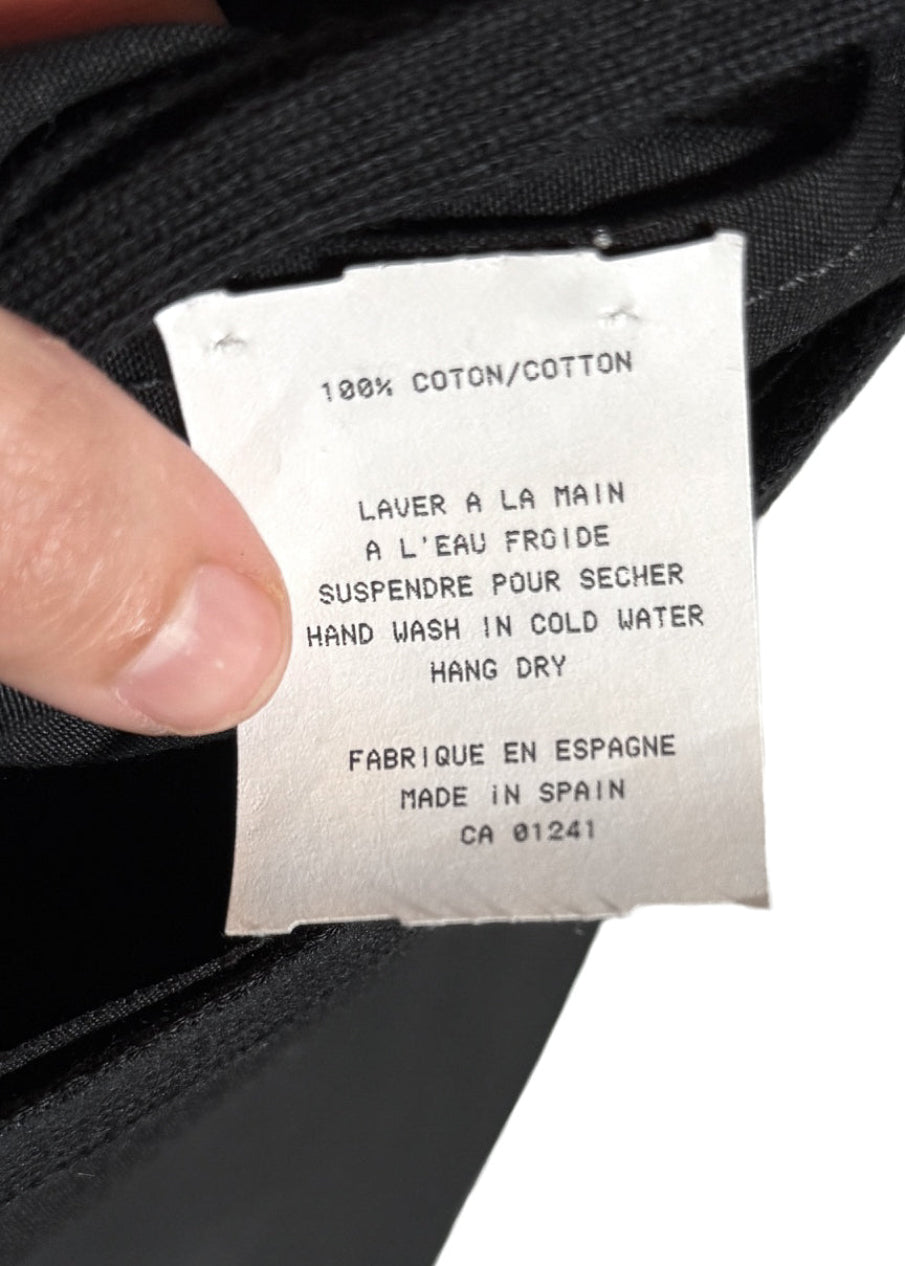 100% COTON/COTTON
LAVER A LA MAIN
A L'EAU FROIDE
SUSPENDRE POUR SECHER
HAND WASH IN COLD WATER
HANG DRY
FABRIQUE EN ESPAGNE
MADE iN SPAIN
CA 01241